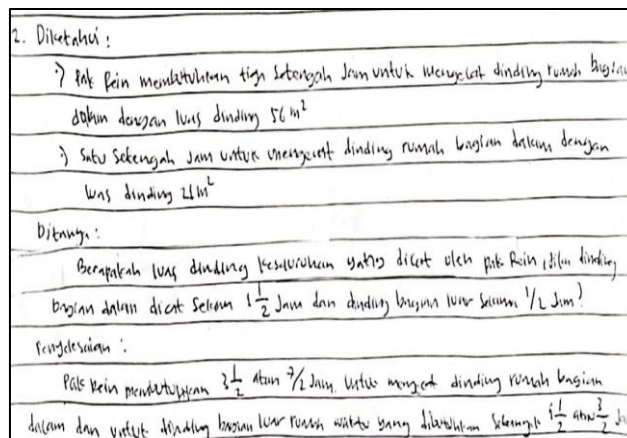 2. Diketahui :
:) Pak Rein membutuhkan tiga setengah Jam untuk mengecat dinding rumah bagian
dalam dengan luas dinding 56 m²
:) Satu Setengah Jam untuk mengecat dinding rumah bagian dalam dengan
luas dinding 21 m²
Ditanya :
Berapakah luas dinding keseluruhan yang dicat oleh pak Rein, jika dinding
bagian dalam dicat selama 1 1/2 Jam dan dinding bagian luar selama 1/2 Jam?
Penyelesaian :
Pak Rein membutuhkan 3 1/2 atau 7/2 Jam. Untuk mengecat dinding rumah bagian
dalam dan untuk dinding bagian luar rumah waktu yang dibutuhkan sebanyak 1 1/2 atau 3/2 Ja